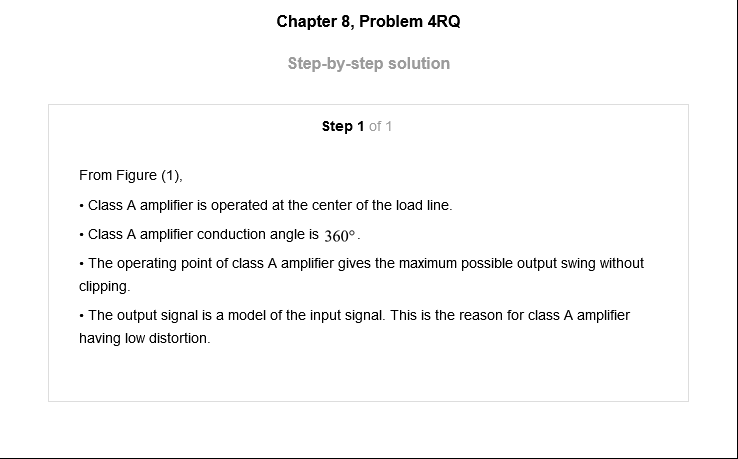 Chapter 8, Problem 4RQ
Step-by-step solution
Step 1 of 1
From Figure (1),
• Class A amplifier is operated at the center of the load line.
• Class A amplifier conduction angle is 360°.
• The operating point of class A amplifier gives the maximum possible output swing without
clipping.
• The output signal is a model of the input signal. This is the reason for class A amplifier
having low distortion.